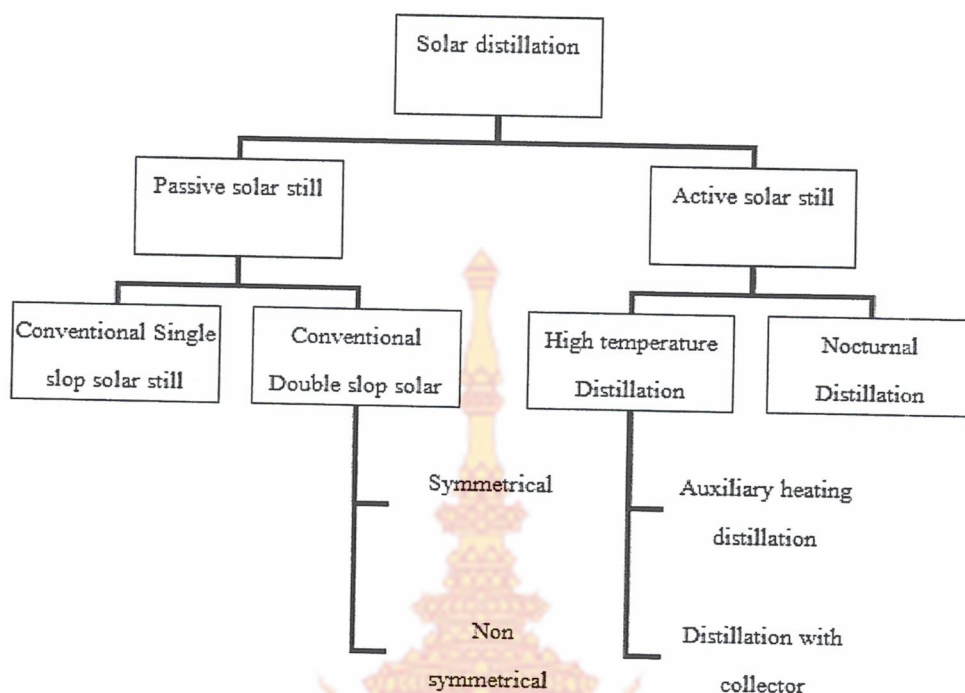 Solar distillation
Passive solar still
Active solar still
Conventional Single
slop solar still
Conventional
Double slop solar
High temperature
Distillation
Nocturnal
Distillation
Symmetrical
Auxiliary heating
distillation
Non
symmetrical
Distillation with
collector